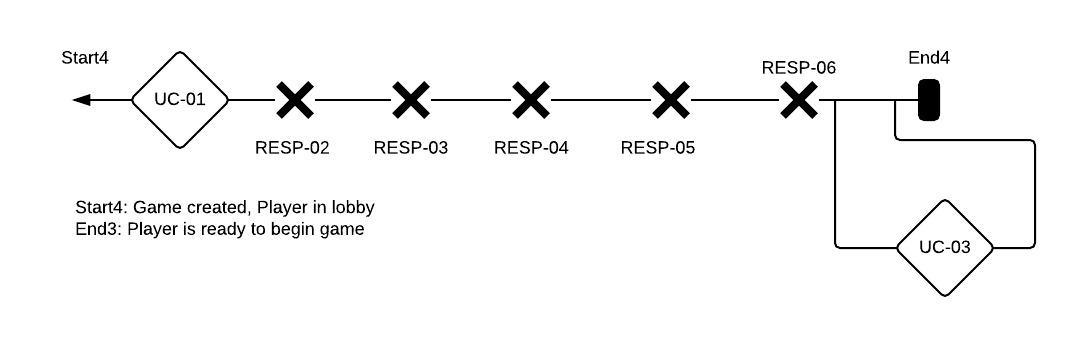 Start4
End4
RESP-06
UC-01
RESP-02
RESP-03
RESP-04
RESP-05
Start4: Game created, Player in lobby
End3: Player is ready to begin game
UC-03